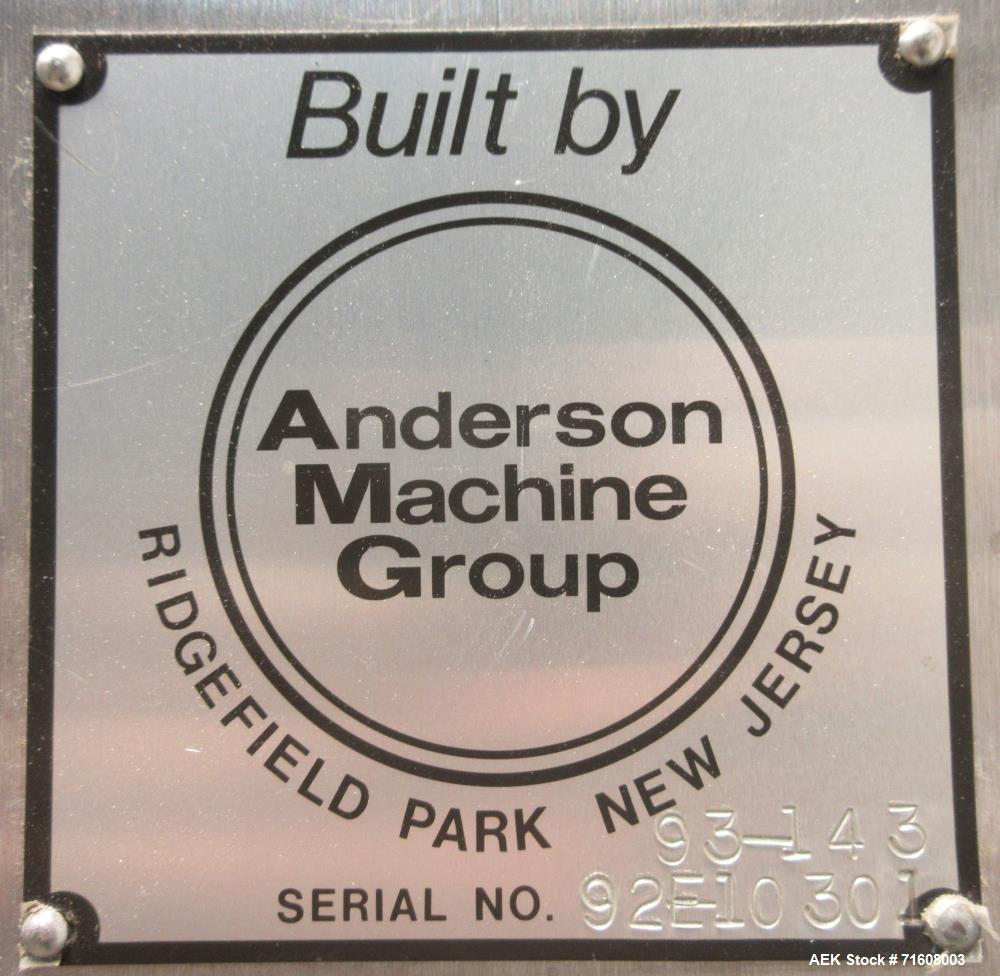 Built by
Anderson
Machine
Group
RIDGEFIELD PARK NEW JERSEY
93-143
SERIAL NO. 92E10301
AEK Stock # 71608003